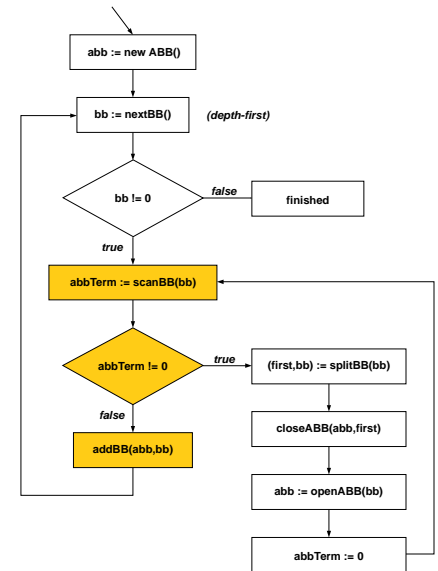 abb := new ABB()
bb := nextBB()
(depth-first)
bb != 0
false
finished
true
abbTerm := scanBB(bb)
abbTerm != 0
true
(first,bb) := splitBB(bb)
false
closeABB(abb,first)
addBB(abb,bb)
abb := openABB(bb)
abbTerm := 0